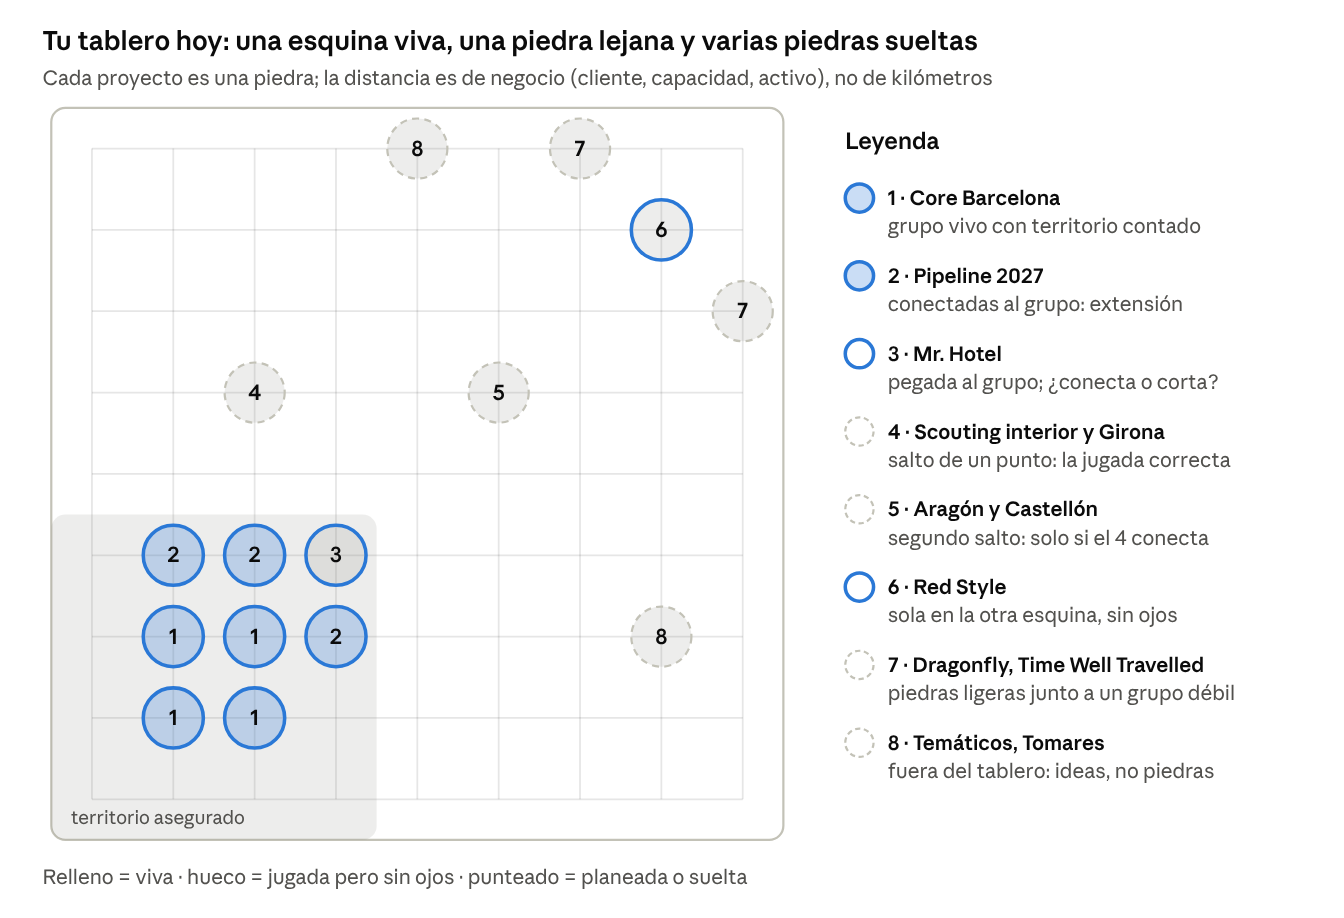 Tu tablero hoy: una esquina viva, una piedra lejana y varias piedras sueltas
Cada proyecto es una piedra; la distancia es de negocio (cliente, capacidad, activo), no de kilómetros
8
7
6
7
4
5
2
2
3
1
1
2
8
1
1
territorio asegurado
Leyenda
1 · Core Barcelona
grupo vivo con territorio contado
2 · Pipeline 2027
conectadas al grupo: extensión
3 · Mr. Hotel
pegada al grupo; ¿conecta o corta?
4 · Scouting interior y Girona
salto de un punto: la jugada correcta
5 · Aragón y Castellón
segundo salto: solo si el 4 conecta
6 · Red Style
sola en la otra esquina, sin ojos
7 · Dragonfly, Time Well Travelled
piedras ligeras junto a un grupo débil
8 · Temáticos, Tomares
fuera del tablero: ideas, no piedras
Relleno = viva · hueco = jugada pero sin ojos · punteado = planeada o suelta